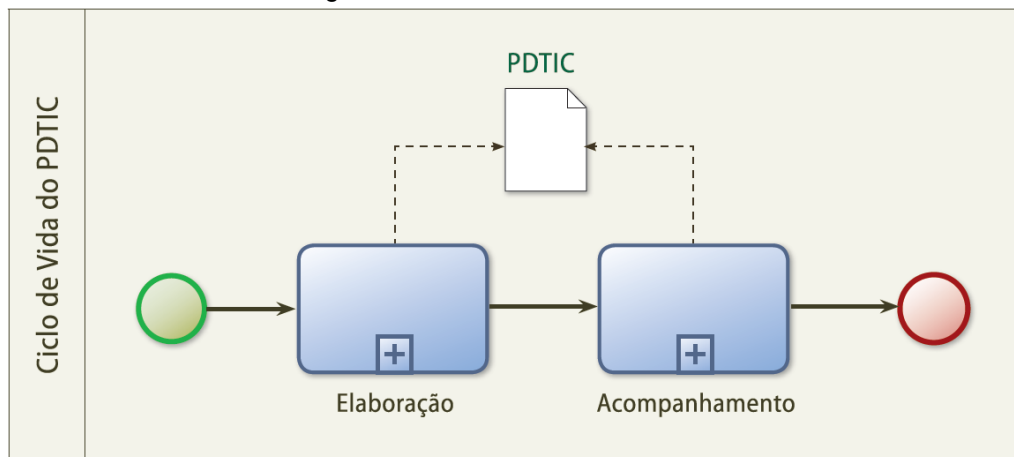 Ciclo de Vida do PDTIC
PDTIC
Elaboração
Acompanhamento